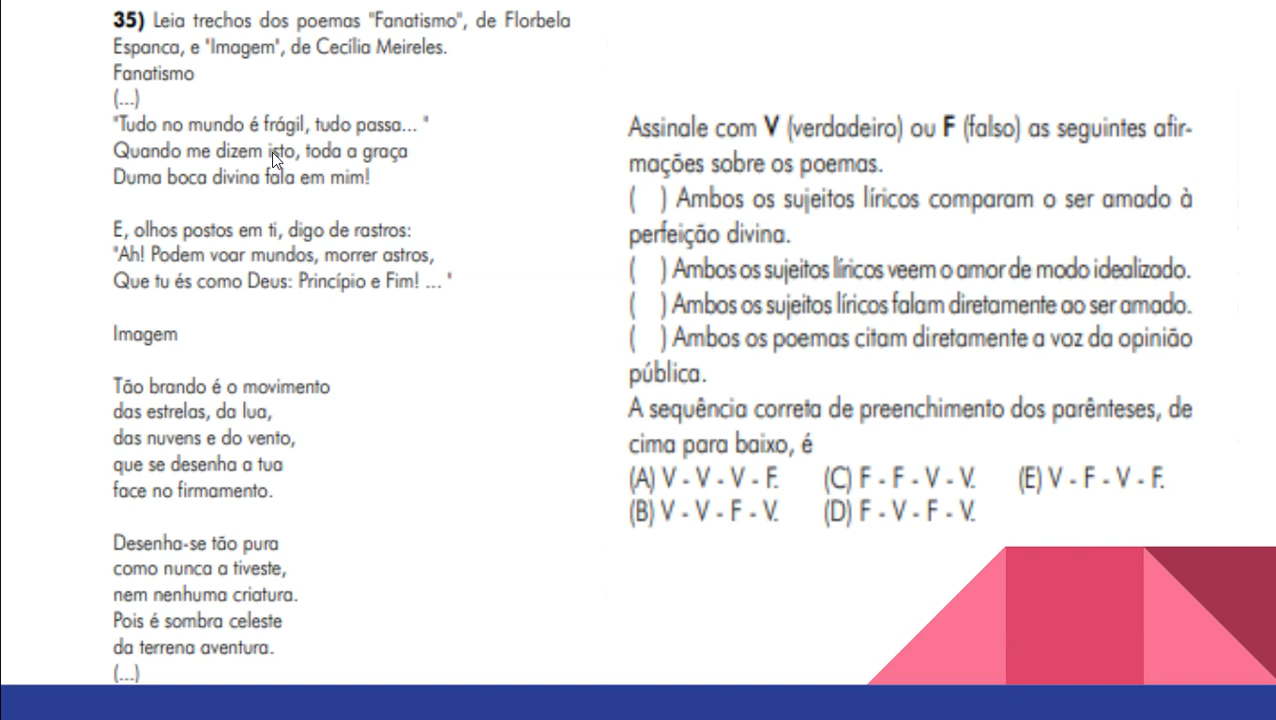 35) Leia trechos dos poemas "Fanatismo", de Florbela
Espanca, e "Imagem", de Cecília Meireles.
Fanatismo
(...)
"Tudo no mundo é frágil, tudo passa... "
Quando me dizem isto, toda a graça
Duma boca divina fala em mim!
E, olhos postos em ti, digo de rastros:
"Ah! Podem voar mundos, morrer astros,
Que tu és como Deus: Princípio e Fim! ... "
Imagem
Tão brando é o movimento
das estrelas, da lua,
das nuvens e do vento,
que se desenha a tua
face no firmamento.
Desenha-se tão pura
como nunca a tiveste,
nem nenhuma criatura.
Pois é sombra celeste
da terrena aventura.
(...)
Assinale com V (verdadeiro) ou F (falso) as seguintes afir-
mações sobre os poemas.
( ) Ambos os sujeitos líricos comparam o ser amado à
perfeição divina.
( ) Ambos os sujeitos líricos veem o amor de modo idealizado.
( ) Ambos os sujeitos líricos falam diretamente ao ser amado.
( ) Ambos os poemas citam diretamente a voz da opinião
pública.
A sequência correta de preenchimento dos parênteses, de
cima para baixo, é
(A) V - V - V - F. (C) F - F - V - V. (E) V - F - V - F.
(B) V - V - F - V. (D) F - V - F - V.